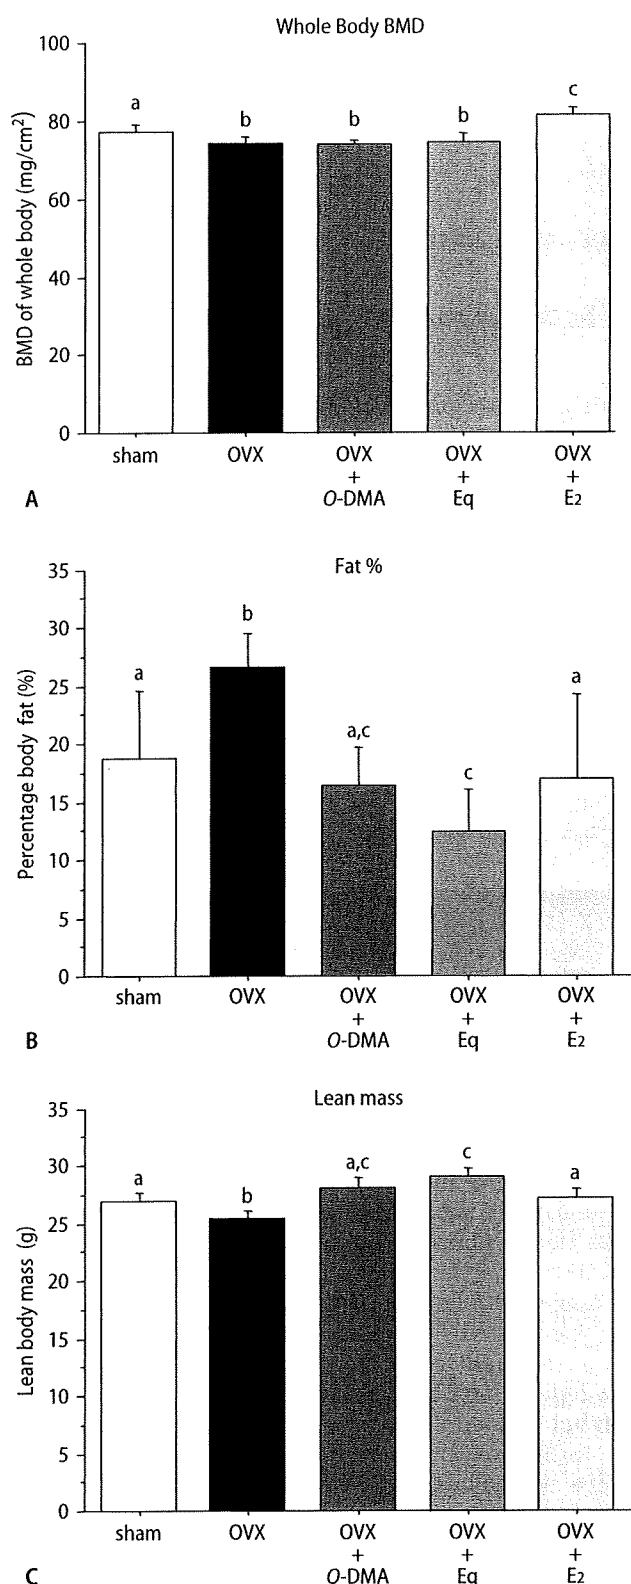 Whole Body BMD
BMD of whole body (mg/cm²)
100
80
60
40
20
0
a
b
b
b
c
sham
OVX
OVX + O-DMA
OVX + Eq
OVX + E2
A
Fat %
Percentage body fat (%)
35
30
25
20
15
10
5
0
a
b
a,c
c
a
sham
OVX
OVX + O-DMA
OVX + Eq
OVX + E2
B
Lean mass
Lean body mass (g)
35
30
25
20
15
10
5
0
a
b
a,c
c
a
sham
OVX
OVX + O-DMA
OVX + Eq
OVX + E2
C